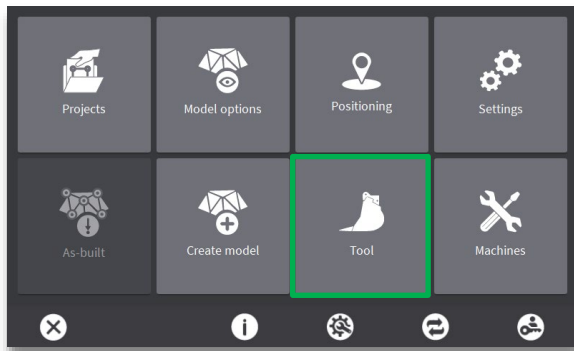 Projects
Model options
Positioning
Settings
As-built
Create model
Tool
Machines